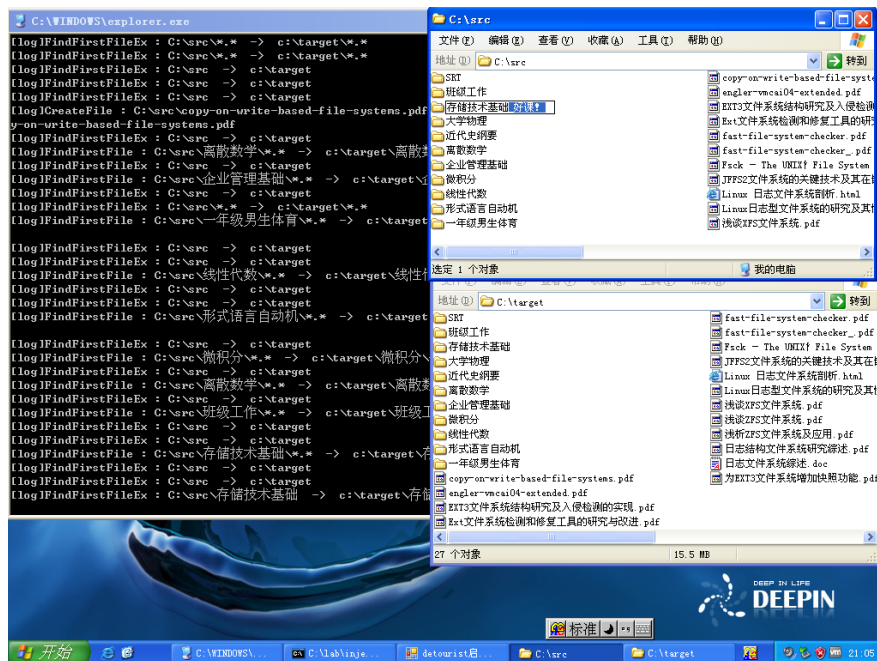 C:\WINDOWS\explorer.exe
[log]FindFirstFileEx : C:\src\*.*  ->  c:\target\*.*
[log]FindFirstFileEx : C:\src\*.*  ->  c:\target\*.*
[log]FindFirstFileEx : C:\src  ->  c:\target
[log]FindFirstFileEx : C:\src  ->  c:\target
[log]FindFirstFileEx : C:\src  ->  c:\target
[log]CreateFile : C:\src\copy-on-write-based-file-systems.pdf
y-on-write-based-file-systems.pdf
[log]FindFirstFileEx : C:\src  ->  c:\target
[log]FindFirstFile : C:\src\离散数学\*.*  ->  c:\target\离散数
[log]FindFirstFileEx : C:\src  ->  c:\target
[log]FindFirstFile : C:\src\企业管理基础\*.*  ->  c:\target\企
[log]FindFirstFileEx : C:\src  ->  c:\target
[log]FindFirstFileEx : C:\src\*.*  ->  c:\target\*.*
[log]FindFirstFile : C:\src\一年级男生体育\*.*  ->  c:\target
[log]FindFirstFileEx : C:\src  ->  c:\target
[log]FindFirstFileEx : C:\src  ->  c:\target
[log]FindFirstFile : C:\src\线性代数\*.*  ->  c:\target\线性
[log]FindFirstFileEx : C:\src  ->  c:\target
[log]FindFirstFile : C:\src\形式语言自动机\*.*  ->  c:\target
[log]FindFirstFileEx : C:\src  ->  c:\target
[log]FindFirstFile : C:\src\微积分\*.*  ->  c:\target\微积分\
[log]FindFirstFileEx : C:\src  ->  c:\target
[log]FindFirstFile : C:\src\离散数学\*.*  ->  c:\target\离散数
[log]FindFirstFileEx : C:\src  ->  c:\target
[log]FindFirstFile : C:\src\班级工作\*.*  ->  c:\target\班级工
[log]FindFirstFileEx : C:\src  ->  c:\target
[log]FindFirstFileEx : C:\src  ->  c:\target
[log]FindFirstFile : C:\src\存储技术基础\*.*  ->  c:\target\存
[log]FindFirstFileEx : C:\src  ->  c:\target
[log]FindFirstFileEx : C:\src  ->  c:\target
[log]FindFirstFileEx : C:\src\存储技术基础  ->  c:\target\存储
C:\src
文件(F) 编辑(E) 查看(V) 收藏(A) 工具(T) 帮助(H)
地址(D) C:\src 转到
SRT
班级工作
存储技术基础 好课!
大学物理
近代史纲要
离散数学
企业管理基础
微积分
线性代数
形式语言自动机
一年级男生体育
copy-on-write-based-file-syste
engler-vmcai04-extended.pdf
EXT3文件系统结构研究及入侵检测
Ext文件系统检测和修复工具的研
fast-file-system-checker.pdf
fast-file-system-checker_.pdf
Fsck - The UNIX† File System
JFFS2文件系统的关键技术及其在
Linux 日志文件系统剖析.html
Linux日志型文件系统的研究及其
浅谈XFS文件系统.pdf
选定 1 个对象 我的电脑
地址(D) C:\target 转到
SRT
班级工作
存储技术基础
大学物理
近代史纲要
离散数学
企业管理基础
微积分
线性代数
形式语言自动机
一年级男生体育
copy-on-write-based-file-systems.pdf
engler-vmcai04-extended.pdf
EXT3文件系统结构研究及入侵检测的实现.pdf
Ext文件系统检测和修复工具的研究与改进.pdf
fast-file-system-checker.pdf
fast-file-system-checker_.pdf
Fsck - The UNIX† File System
JFFS2文件系统的关键技术及其在
Linux 日志文件系统剖析.html
Linux日志型文件系统的研究及其
浅谈XFS文件系统.pdf
浅谈ZFS文件系统.pdf
浅析ZFS文件系统及应用.pdf
日志结构文件系统研究综述.pdf
日志文件系统综述.doc
为EXT3文件系统增加快照功能.pdf
27 个对象 15.5 MB
DEEP IN LIFE
DEEPIN
标准
开始 C:\WINDOWS\... C:\lab\inje... detourist启... C:\src C:\target 21:05